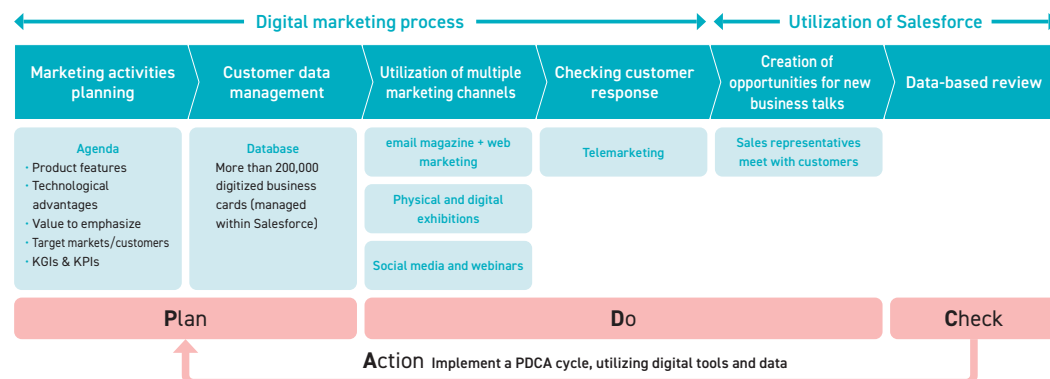 Digital marketing process
Utilization of Salesforce
Marketing activities
planning
Customer data
management
Utilization of multiple
marketing channels
Checking customer
response
Creation of
opportunities for new
business talks
Data-based review
Agenda
・Product features
・Technological
advantages
・Value to emphasize
・Target markets/customers
・KGIs & KPIs
Database
More than 200,000
digitized business
cards (managed
within Salesforce)
email magazine + web
marketing
Physical and digital
exhibitions
Social media and webinars
Telemarketing
Sales representatives
meet with customers
Plan
Do
Check
Action Implement a PDCA cycle, utilizing digital tools and data